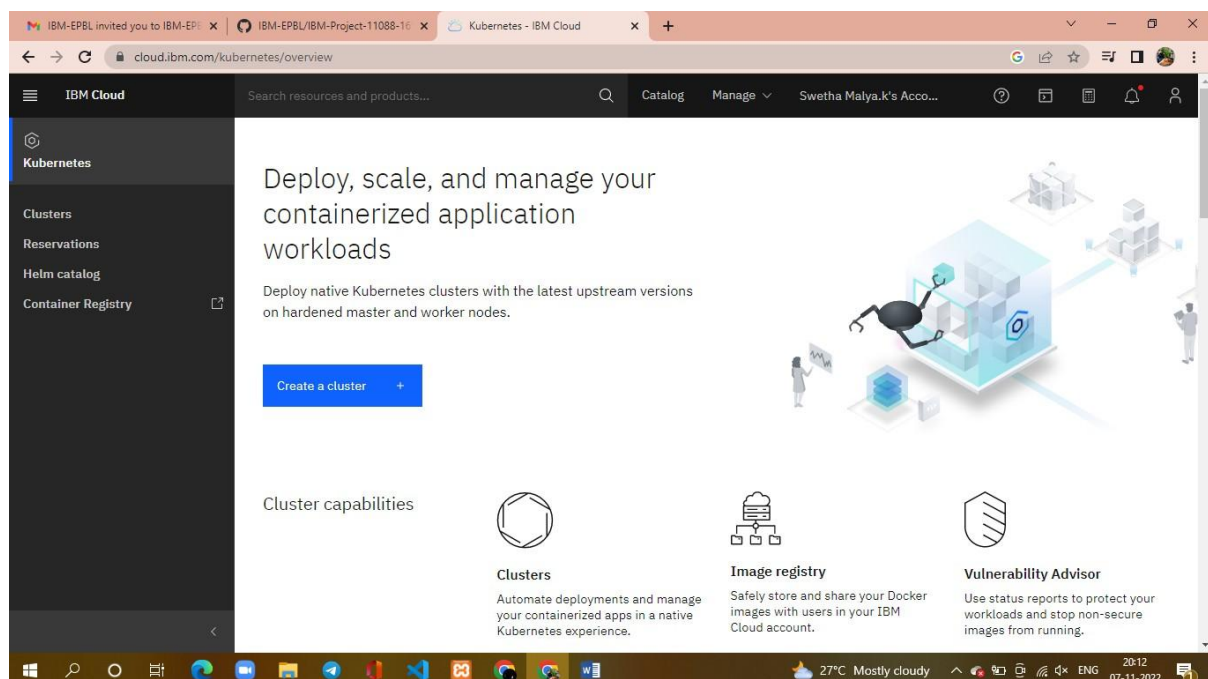 IBM-EPBL invited you to IBM-EPE
IBM-EPBL/IBM-Project-11088-16
Kubernetes - IBM Cloud
cloud.ibm.com/kubernetes/overview
IBM Cloud
Search resources and products...
Catalog
Manage
Swetha Malya.k's Acco...
Kubernetes
Clusters
Reservations
Helm catalog
Container Registry
Deploy, scale, and manage your
containerized application
workloads
Deploy native Kubernetes clusters with the latest upstream versions
on hardened master and worker nodes.
Create a cluster +
Cluster capabilities
Clusters
Automate deployments and manage
your containerized apps in a native
Kubernetes experience.
Image registry
Safely store and share your Docker
images with users in your IBM
Cloud account.
Vulnerability Advisor
Use status reports to protect your
workloads and stop non-secure
images from running.
27°C Mostly cloudy
ENG
20:12
07-11-2022